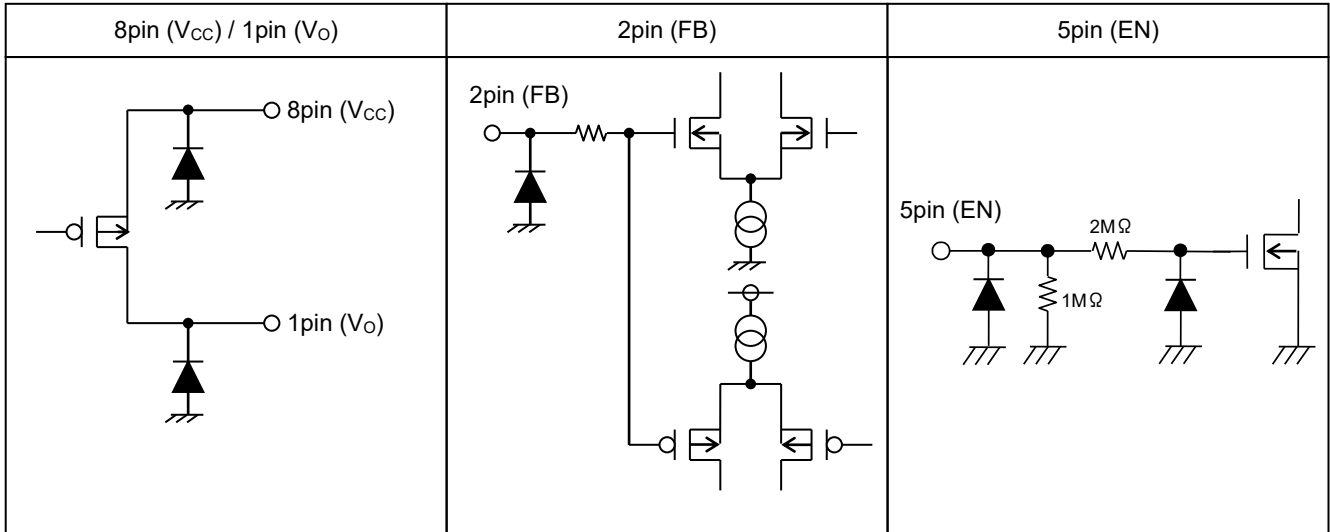 8pin (VCC) / 1pin (VO)
2pin (FB)
5pin (EN)
8pin (VCC)
1pin (VO)
2pin (FB)
5pin (EN)
2MΩ
1MΩ